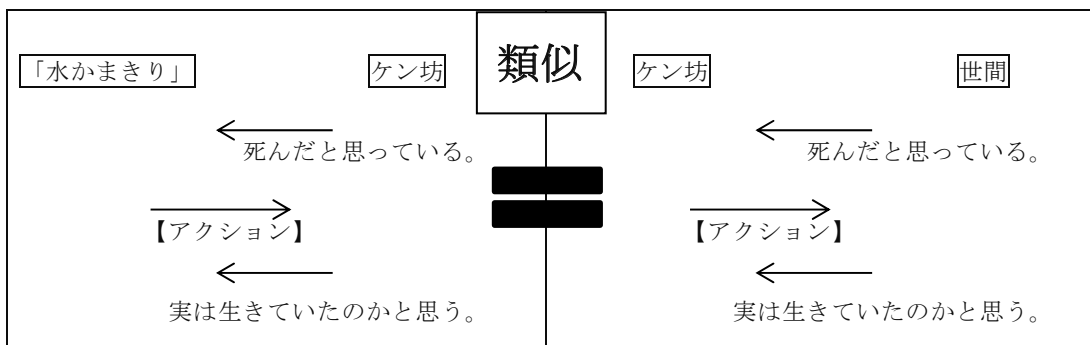 類似
「水かまきり」 ケン坊 ケン坊 世間
死んだと思っている。 死んだと思っている。
【アクション】 【アクション】
実は生きていたのかと思う。 実は生きていたのかと思う。